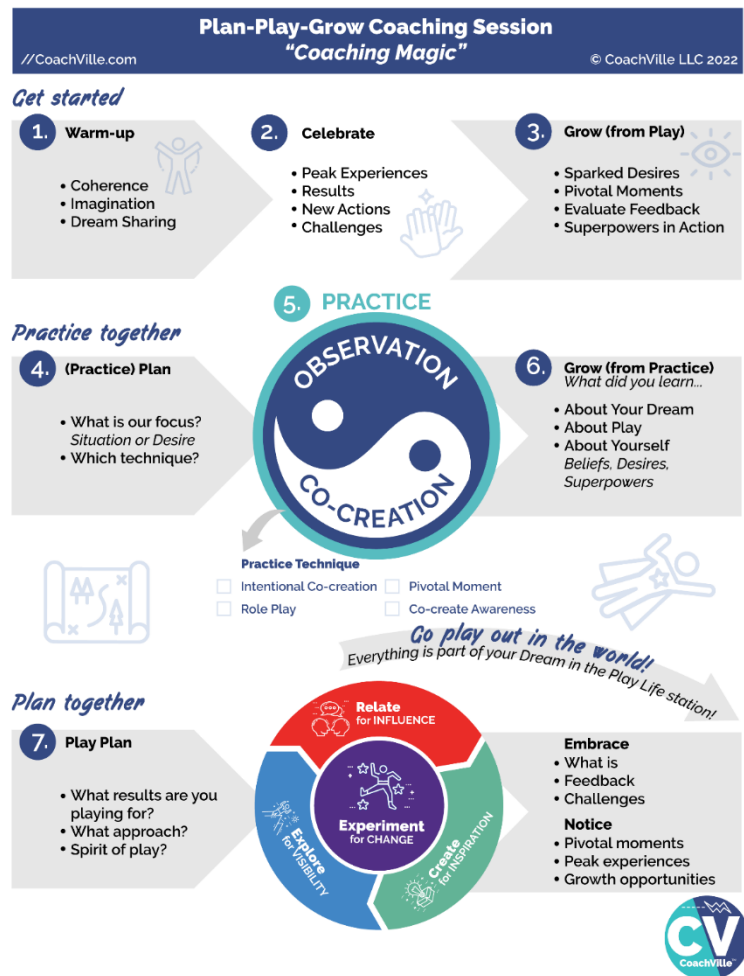 Plan-Play-Grow Coaching Session
//CoachVille.com
“Coaching Magic”
© CoachVille LLC 2022
Get started
1.
Warm-up
• Coherence
• Imagination
• Dream Sharing
2.
Celebrate
• Peak Experiences
• Results
• New Actions
• Challenges
3.
Grow (from Play)
• Sparked Desires
• Pivotal Moments
• Evaluate Feedback
• Superpowers in Action
5.
PRACTICE
Practice together
4.
(Practice) Plan
• What is our focus?
Situation or Desire
• Which technique?
OBSERVATION
CO-CREATION
6.
Grow (from Practice)
What did you learn...
• About Your Dream
• About Play
• About Yourself
Beliefs, Desires,
Superpowers
Practice Technique
Intentional Co-creation
Pivotal Moment
Role Play
Co-create Awareness
Go play out in the world!
Everything is part of your Dream in the Play Life station!
Plan together
7.
Play Plan
• What results are you
playing for?
• What approach?
• Spirit of play?
Relate
for INFLUENCE
Explore
for VISIBILITY
Experiment
for CHANGE
Create
for INSPIRATION
Embrace
• What is
• Feedback
• Challenges
Notice
• Pivotal moments
• Peak experiences
• Growth opportunities
CV
CoachVille